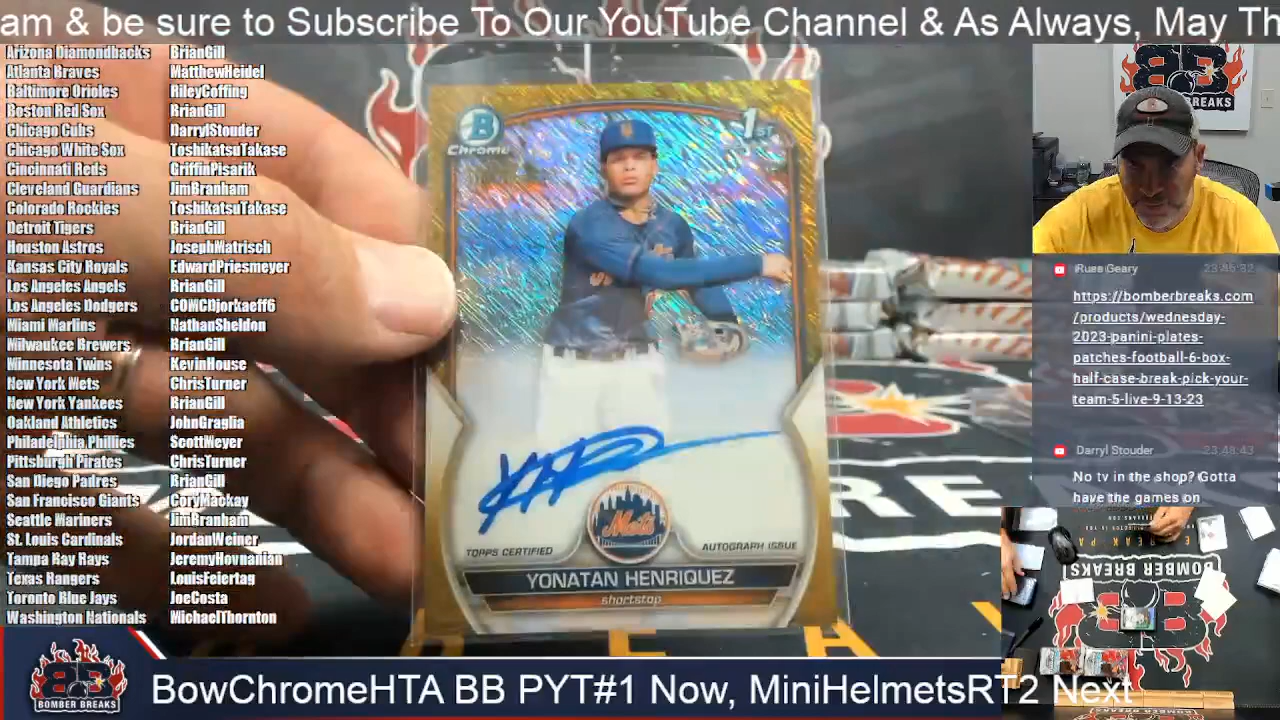 am & be sure to Subscribe To Our YouTube Channel & As Always, May Th
Arizona Diamondbacks BrianGill
Atlanta Braves MatthewHeidel
Baltimore Orioles RileyCoffing
Boston Red Sox BrianGill
Chicago Cubs DarrylStouder
Chicago White Sox ToshikatsuTakase
Cincinnati Reds GriffinPisarik
Cleveland Guardians JimBranham
Colorado Rockies ToshikatsuTakase
Detroit Tigers BrianGill
Houston Astros JosephMatrisch
Kansas City Royals EdwardPriesmeyer
Los Angeles Angels BrianGill
Los Angeles Dodgers COMCDjorkaeff6
Miami Marlins NathanSheldon
Milwaukee Brewers BrianGill
Minnesota Twins KevinHouse
New York Mets ChrisTurner
New York Yankees BrianGill
Oakland Athletics JohnGraglia
Philadelphia Phillies ScottMeyer
Pittsburgh Pirates ChrisTurner
San Diego Padres BrianGill
San Francisco Giants CoryMackay
Seattle Mariners JimBranham
St. Louis Cardinals JordanWeiner
Tampa Bay Rays JeremyHovnanian
Texas Rangers LouisFeiertag
Toronto Blue Jays JoeCosta
Washington Nationals MichaelThornton
B
Chrome
1ST
Mets
TOPPS CERTIFIED
AUTOGRAPH ISSUE
YONATAN HENRIQUEZ
shortstop
BREAKS
Russ Geary 23:45:32
https://bomberbreaks.com
/products/wednesday-
2023-panini-plates-
patches-football-6-box-
half-case-break-pick-your-
team-5-live-9-13-23
Darryl Stouder 23:48:43
No tv in the shop? Gotta
have the games on
BOMBER BREAKS
BB
BOMBER BREAKS
BowChromeHTA BB PYT#1 Now, MiniHelmetsRT2 Next